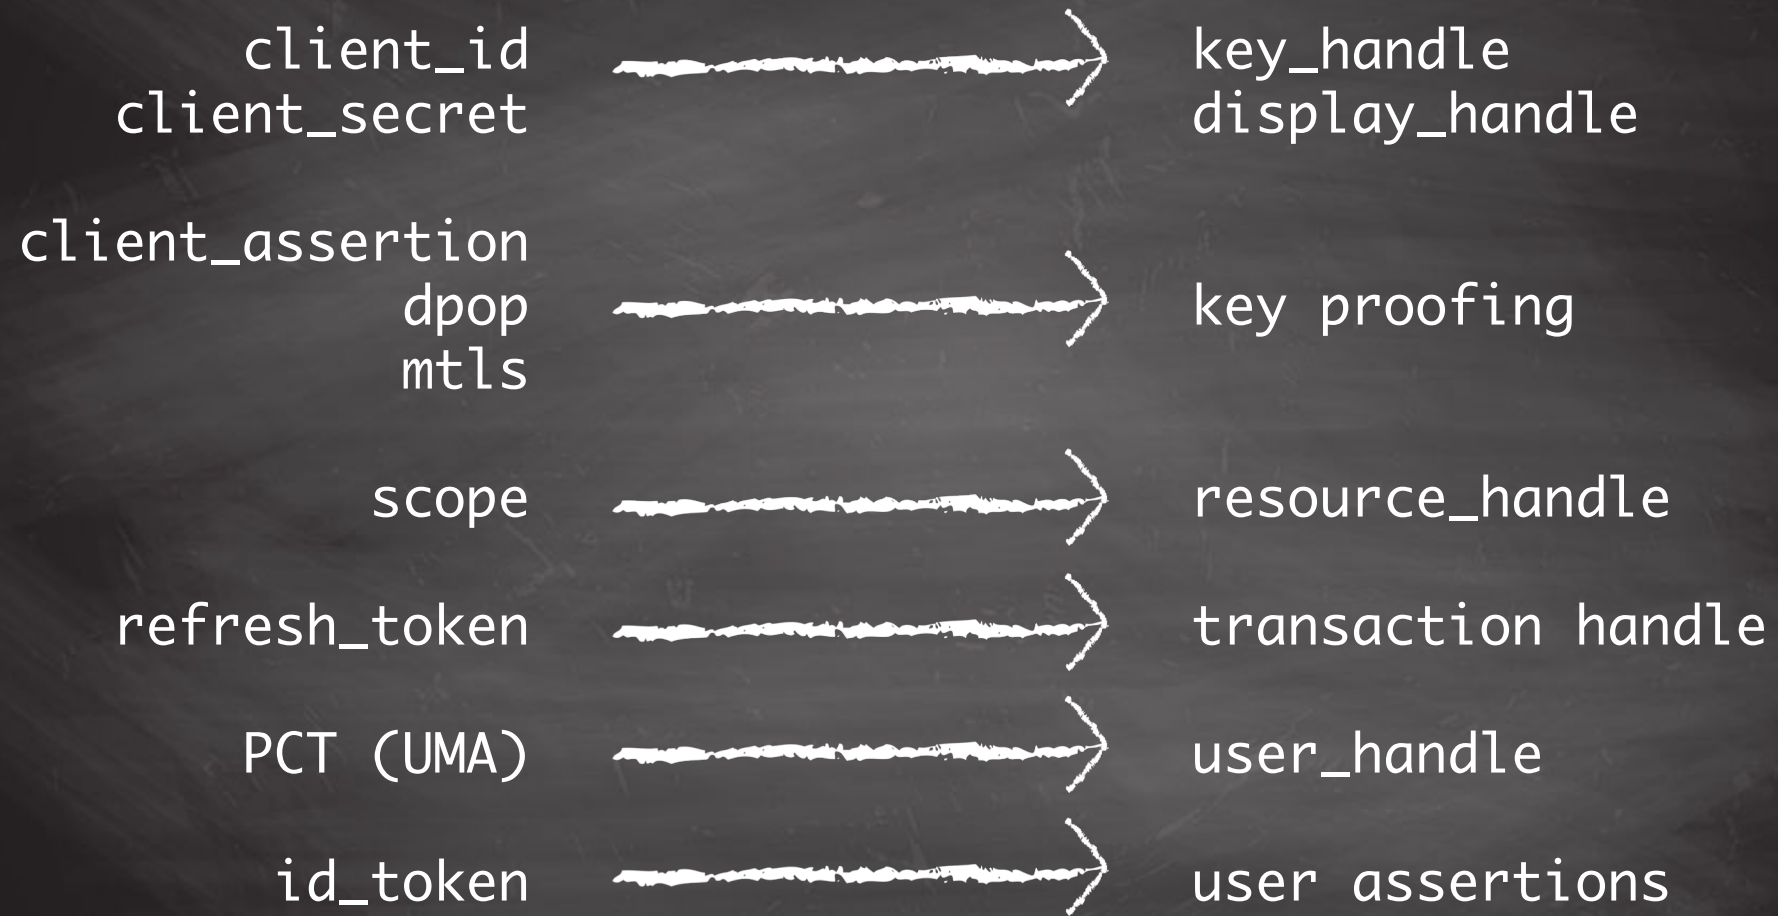 client_id
client_secret
key_handle
display_handle
client_assertion
dpop
mtls
key proofing
scope
resource_handle
refresh_token
transaction handle
PCT (UMA)
user_handle
id_token
user assertions